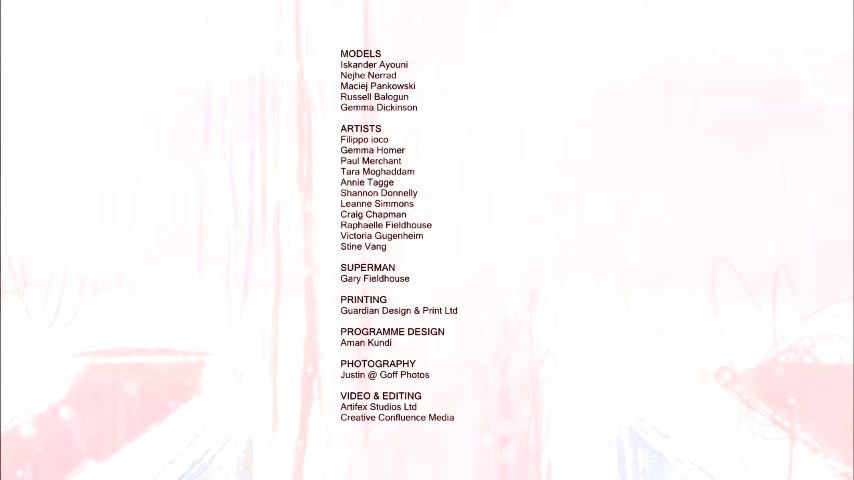 MODELS
Iskander Ayouni
Nejhe Nerrad
Maciej Pankowski
Russell Balogun
Gemma Dickinson
ARTISTS
Filippo ioco
Gemma Horner
Paul Merchant
Tara Moghaddam
Annie Tagge
Shannon Donnelly
Leanne Simmons
Craig Chapman
Raphaelle Fieldhouse
Victoria Gugenheim
Stine Vang
SUPERMAN
Gary Fieldhouse
PRINTING
Guardian Design & Print Ltd
PROGRAMME DESIGN
Aman Kundi
PHOTOGRAPHY
Justin @ Goff Photos
VIDEO & EDITING
Artifex Studios Ltd
Creative Confluence Media